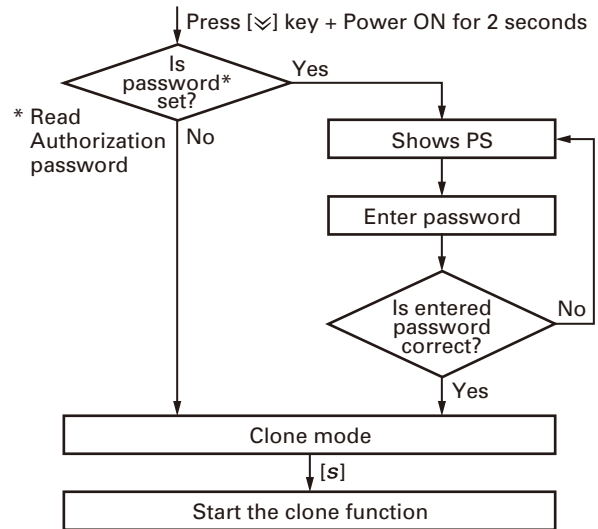 Press [≫] key + Power ON for 2 seconds
Is
password*
set?
Yes
* Read
Authorization
password
No
Shows PS
Enter password
Is entered
password
correct?
No
Yes
Clone mode
[s]
Start the clone function